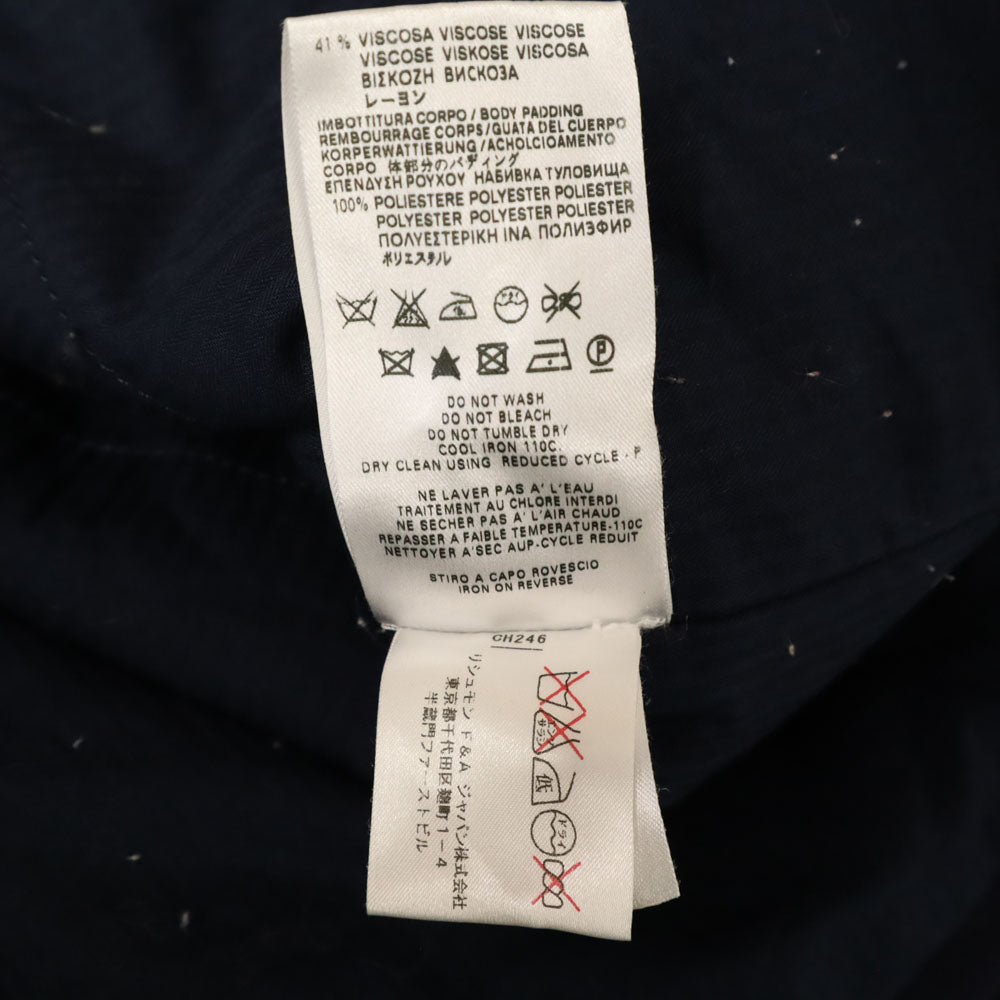 41 % VISCOSA VISCOSE VISCOSE
VISCOSE VISKOSE VISCOSA
ΒΙΣΚΟΖΗ ВИСКОЗА
レーヨン
IMBOTTITURA CORPO / BODY PADDING
REMBOURRAGE CORPS/GUATA DEL CUERPO
KORPERWATTIERUNG /ACHOLCIOAMENTO
CORPO 体部分のパディング
ΕΠΕΝΔΥΣΗ ΡΟΥΧΟΥ НАБИВКА ТУЛОВИЩА
100% POLIESTERE POLYESTER POLIESTER
POLYESTER POLYESTER POLIESTER
ΠΟΛΥΕΣΤΕΡΙΚΗ ΙΝΑ ПОЛИЭФИР
ポリエステル
P
DO NOT WASH
DO NOT BLEACH
DO NOT TUMBLE DRY
COOL IRON 110C.
DRY CLEAN USING REDUCED CYCLE - P
NE LAVER PAS A' L'EAU
TRAITEMENT AU CHLORE INTERDI
NE SECHER PAS A' L'AIR CHAUD
REPASSER A FAIBLE TEMPERATURE-110C
NETTOYER A'SEC AUP-CYCLE REDUIT
STIRO A CAPO ROVESCIO
IRON ON REVERSE
CH246
エンソ
サラシ
低
ドライ
リシュモン F&A ジャパン株式会社
東京都千代田区麹町1-4
半蔵門ファーストビル